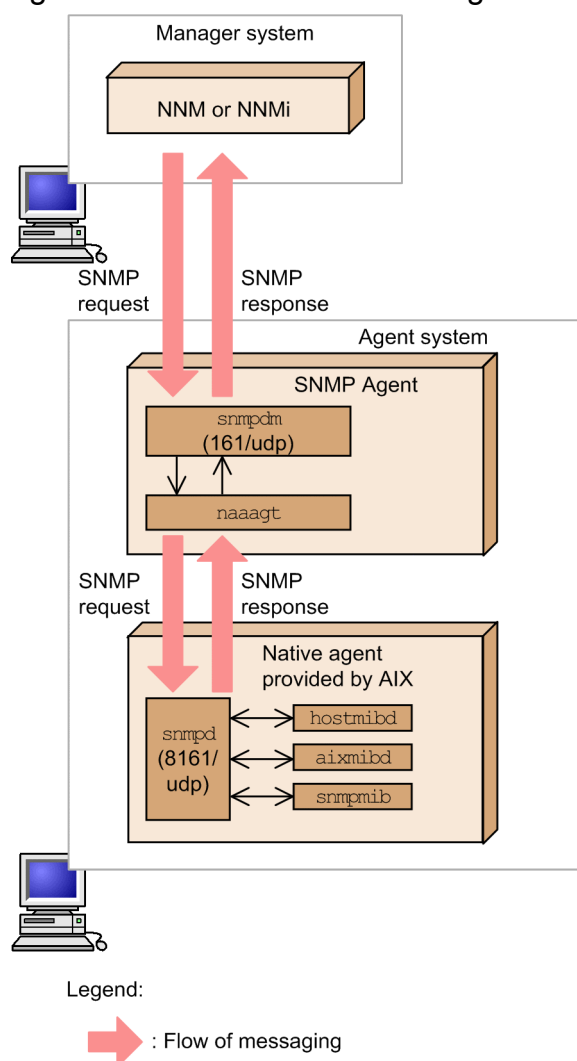 Manager system
NNM or NNMi
SNMP
request
SNMP
response
Agent system
SNMP Agent
snmpdm
(161/udp)
naaagt
SNMP
request
SNMP
response
Native agent
provided by AIX
snmpd
(8161/
udp)
hostmibd
aixmibd
snmpmib
Legend:
: Flow of messaging